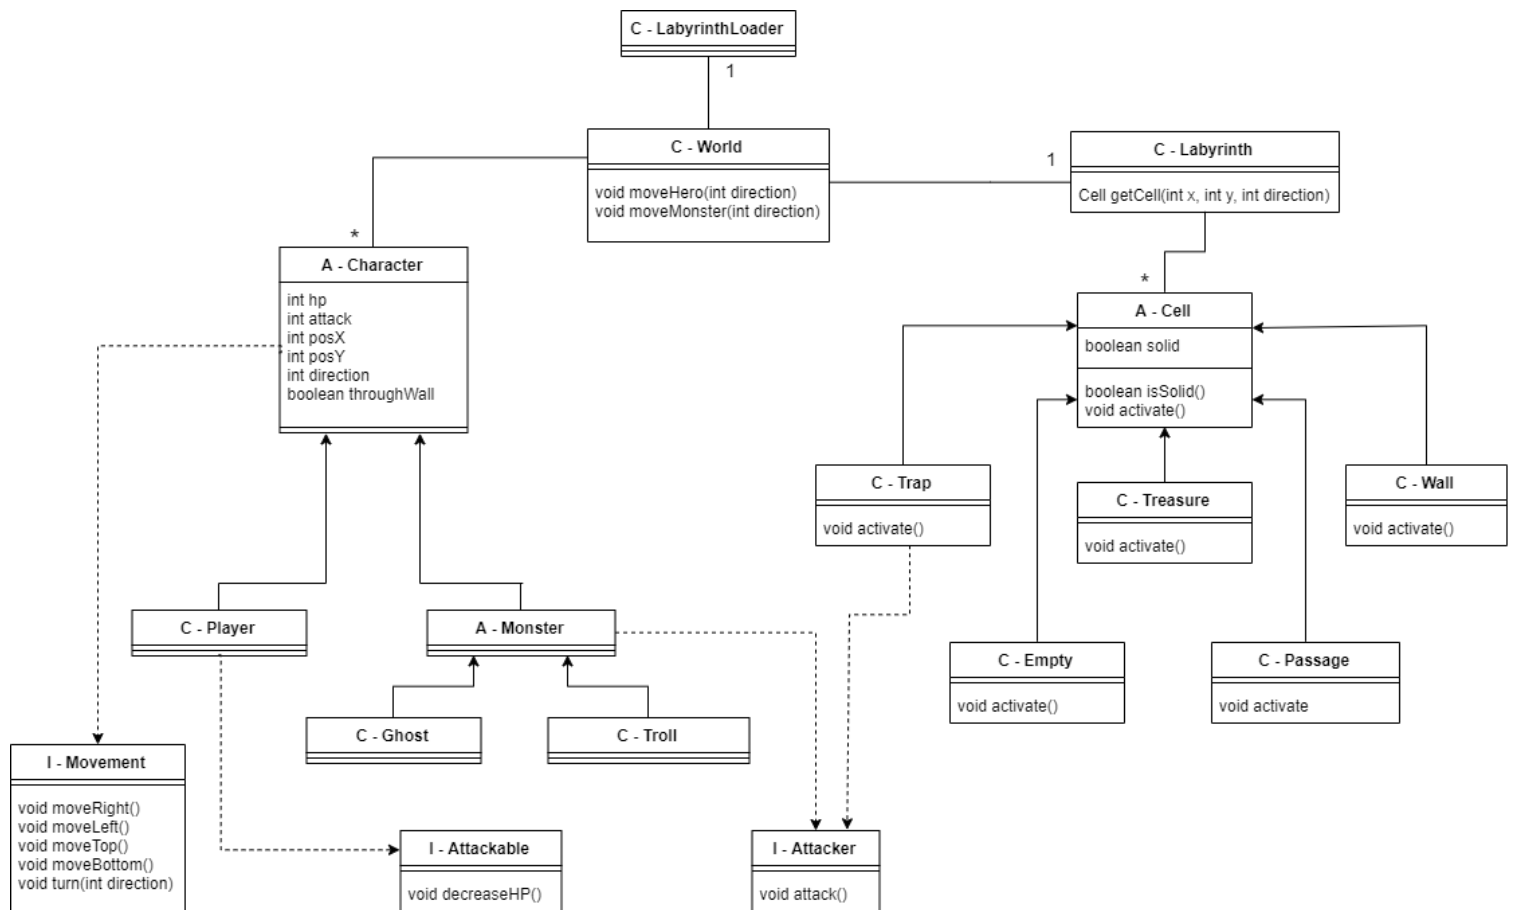 C - LabyrinthLoader
1
C - World
void moveHero(int direction)
void moveMonster(int direction)
1
C - Labyrinth
Cell getCell(int x, int y, int direction)
*
A - Character
int hp
int attack
int posX
int posY
int direction
boolean throughWall
*
A - Cell
boolean solid
boolean isSolid()
void activate()
C - Trap
void activate()
C - Treasure
void activate()
C - Wall
void activate()
C - Player
A - Monster
C - Empty
void activate()
C - Passage
void activate
C - Ghost
C - Troll
I - Movement
void moveRight()
void moveLeft()
void moveTop()
void moveBottom()
void turn(int direction)
I - Attackable
void decreaseHP()
I - Attacker
void attack()